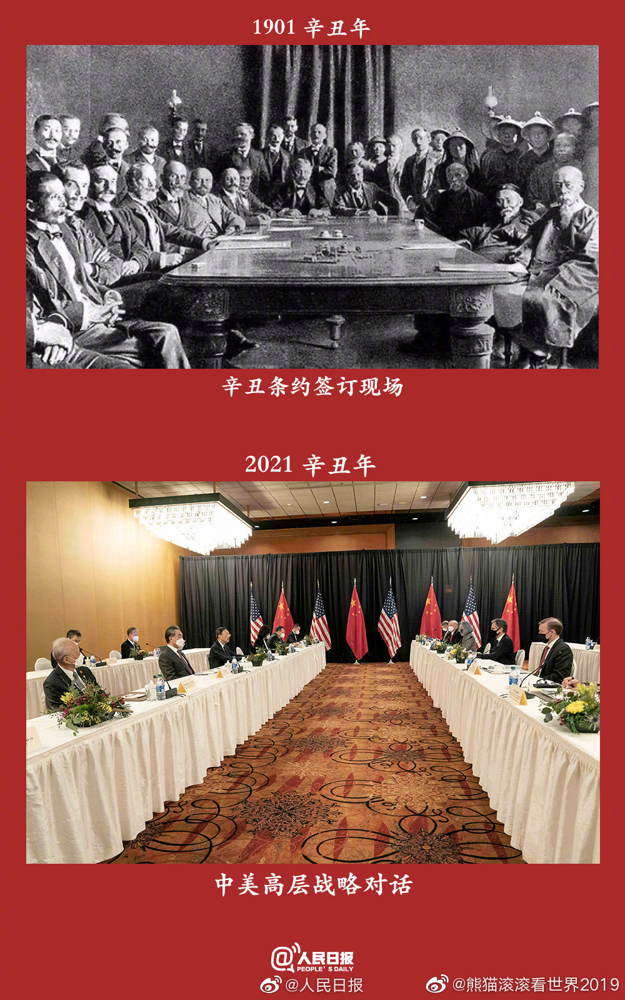 1901 辛丑年
辛丑条约签订现场
2021 辛丑年
中美高层战略对话
@人民日报
PEOPLE'S DAILY
@人民日报
@熊猫滚滚看世界2019